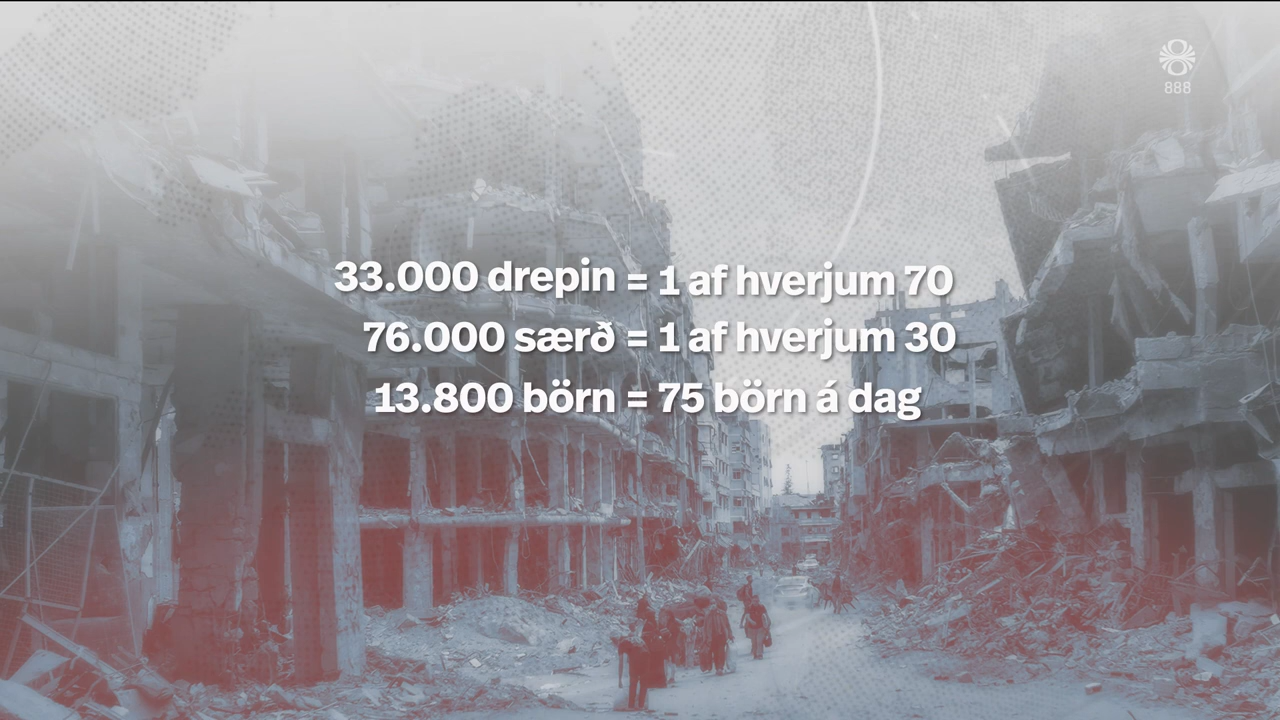 888
33.000 drepin = 1 af hverjum 70
76.000 særð = 1 af hverjum 30
13.800 börn = 75 börn á dag